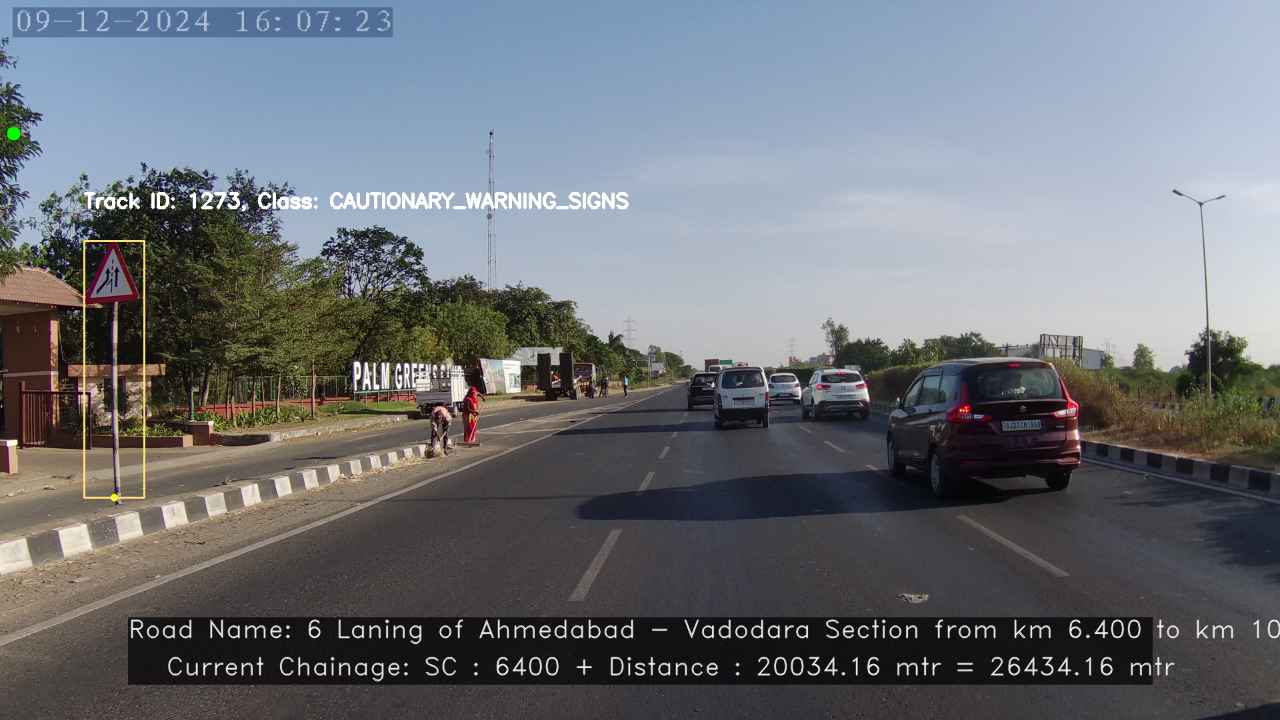 09-12-2024 16:07:23
Track ID: 1273, Class: CAUTIONARY_WARNING_SIGNS
PALM GREENS
Road Name: 6 Laning of Ahmedabad - Vadodara Section from km 6.400 to km 10
Current Chainage: SC : 6400 + Distance : 20034.16 mtr = 26434.16 mtr